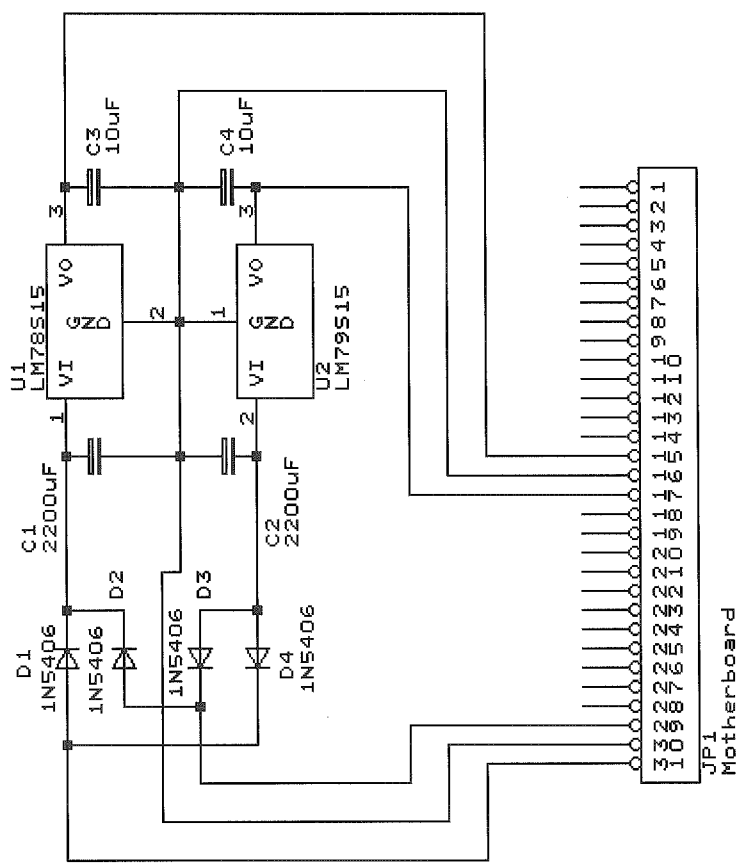 U1
LM78S15
VI
GND
VO
1
2
3
C3
10uF
C4
10uF
U2
LM79S15
VI
GND
VO
2
1
3
C1
2200uF
C2
2200uF
D1
1N5406
D2
1N5406
D3
1N5406
D4
1N5406
1
2
3
4
5
6
7
8
9
10
11
12
13
14
15
16
17
18
19
20
21
22
23
24
25
26
27
28
29
30
31
JP1
Motherboard